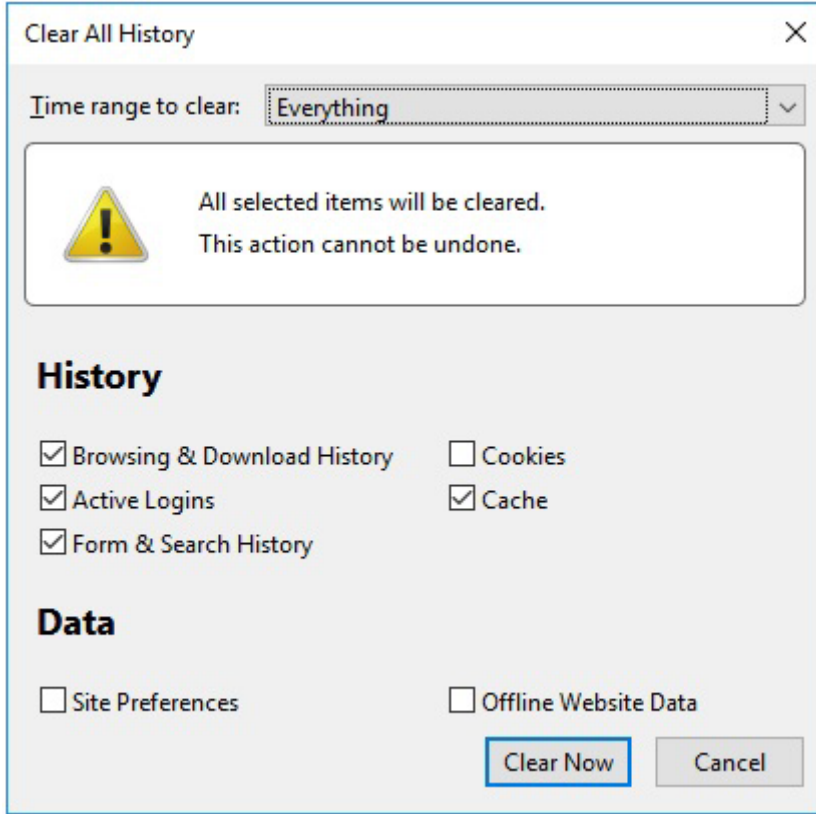 Clear All History
Time range to clear: Everything
All selected items will be cleared.
This action cannot be undone.
History
Browsing & Download History Cookies
Active Logins Cache
Form & Search History
Data
Site Preferences Offline Website Data
Clear Now Cancel